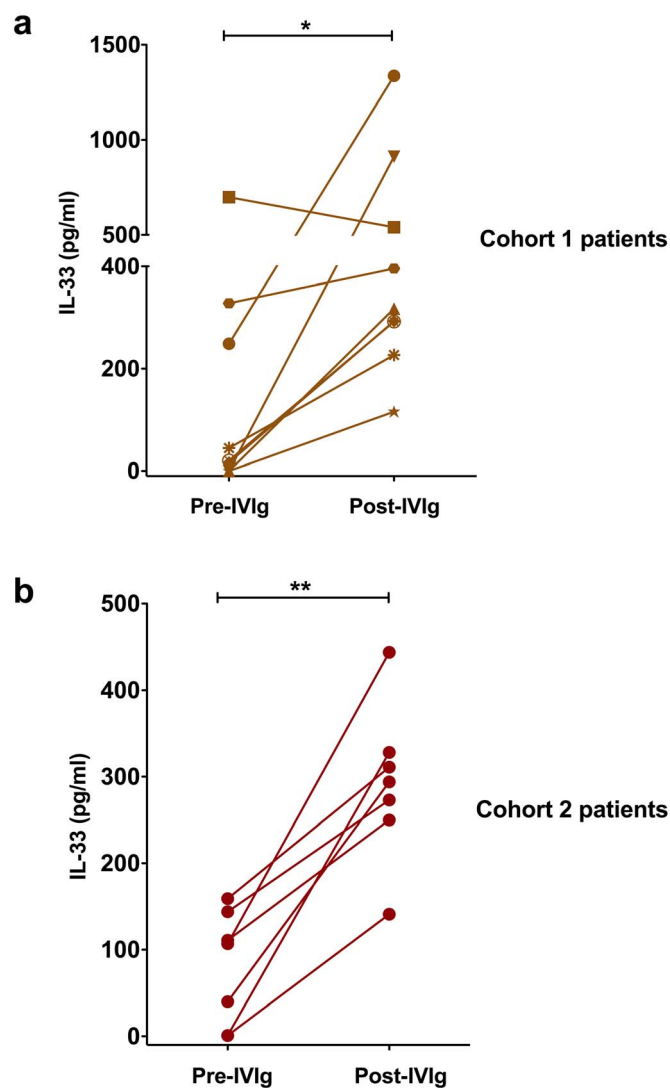 a
*
1500
1000
500
400
200
0
IL-33 (pg/ml)
Pre-IVIg
Post-IVIg
Cohort 1 patients
b
**
500
400
300
200
100
0
IL-33 (pg/ml)
Pre-IVIg
Post-IVIg
Cohort 2 patients